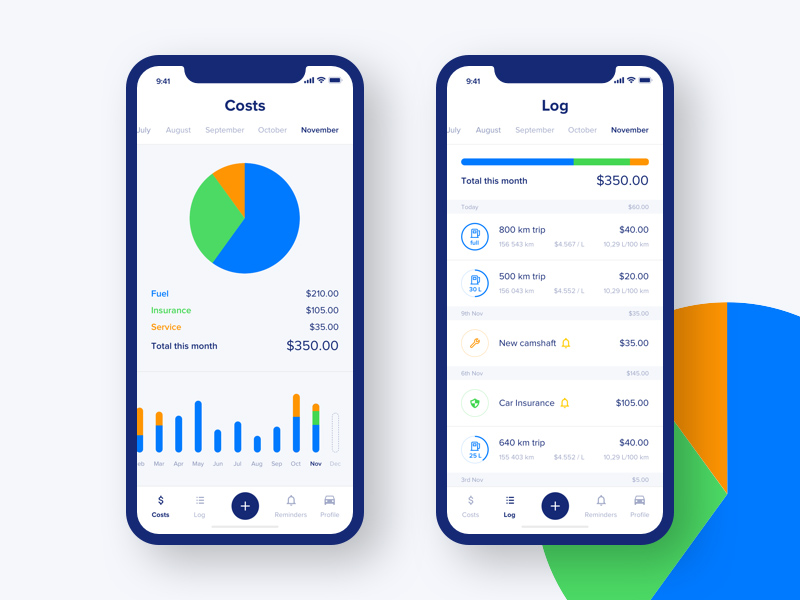 9:41
Costs
July August September October November
Fuel $210.00
Insurance $105.00
Service $35.00
Total this month $350.00
Mar Apr May Jun Jul Aug Sep Oct Nov Dec
Costs Log Reminders Profile
9:41
Log
July August September October November
Total this month $350.00
Today $60.00
800 km trip $40.00
full 156 543 km $4.567 / L 10,29 L/100 km
500 km trip $20.00
30 L 156 043 km $4.552 / L 10,29 L/100 km
9th Nov $35.00
New camshaft $35.00
6th Nov $145.00
Car Insurance $105.00
640 km trip $40.00
25 L 155 403 km $4.552 / L 10,29 L/100 km
3rd Nov $5.00
Costs Log Reminders Profile